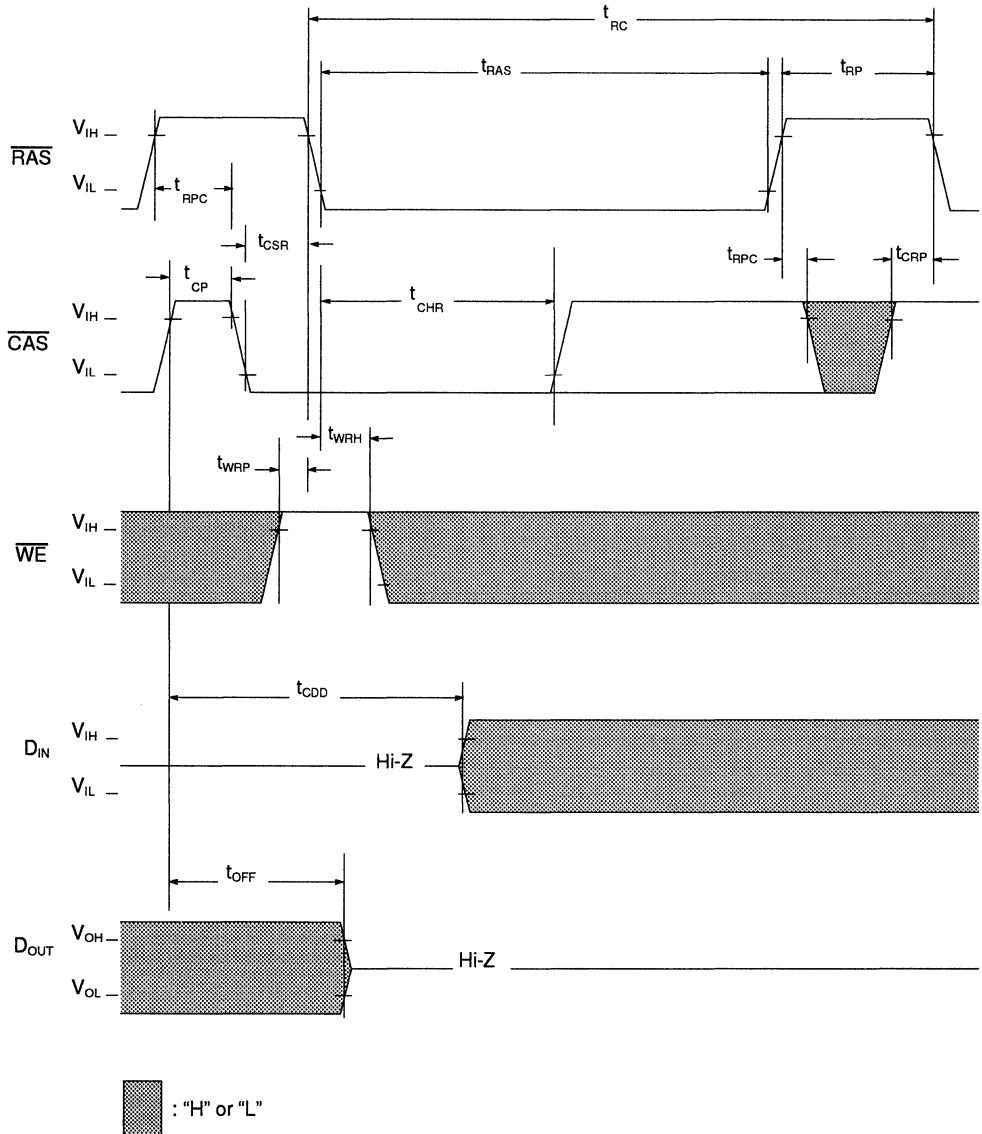 tRC
tRAS
tRP
VIH
RAS
VIL
tRPC
tCSR
tRPC
tCRP
tCP
tCHR
VIH
CAS
VIL
tWRH
tWRP
VIH
WE
VIL
tCDD
VIH
DIN
Hi-Z
VIL
tOFF
VOH
DOUT
Hi-Z
VOL
: “H” or “L”